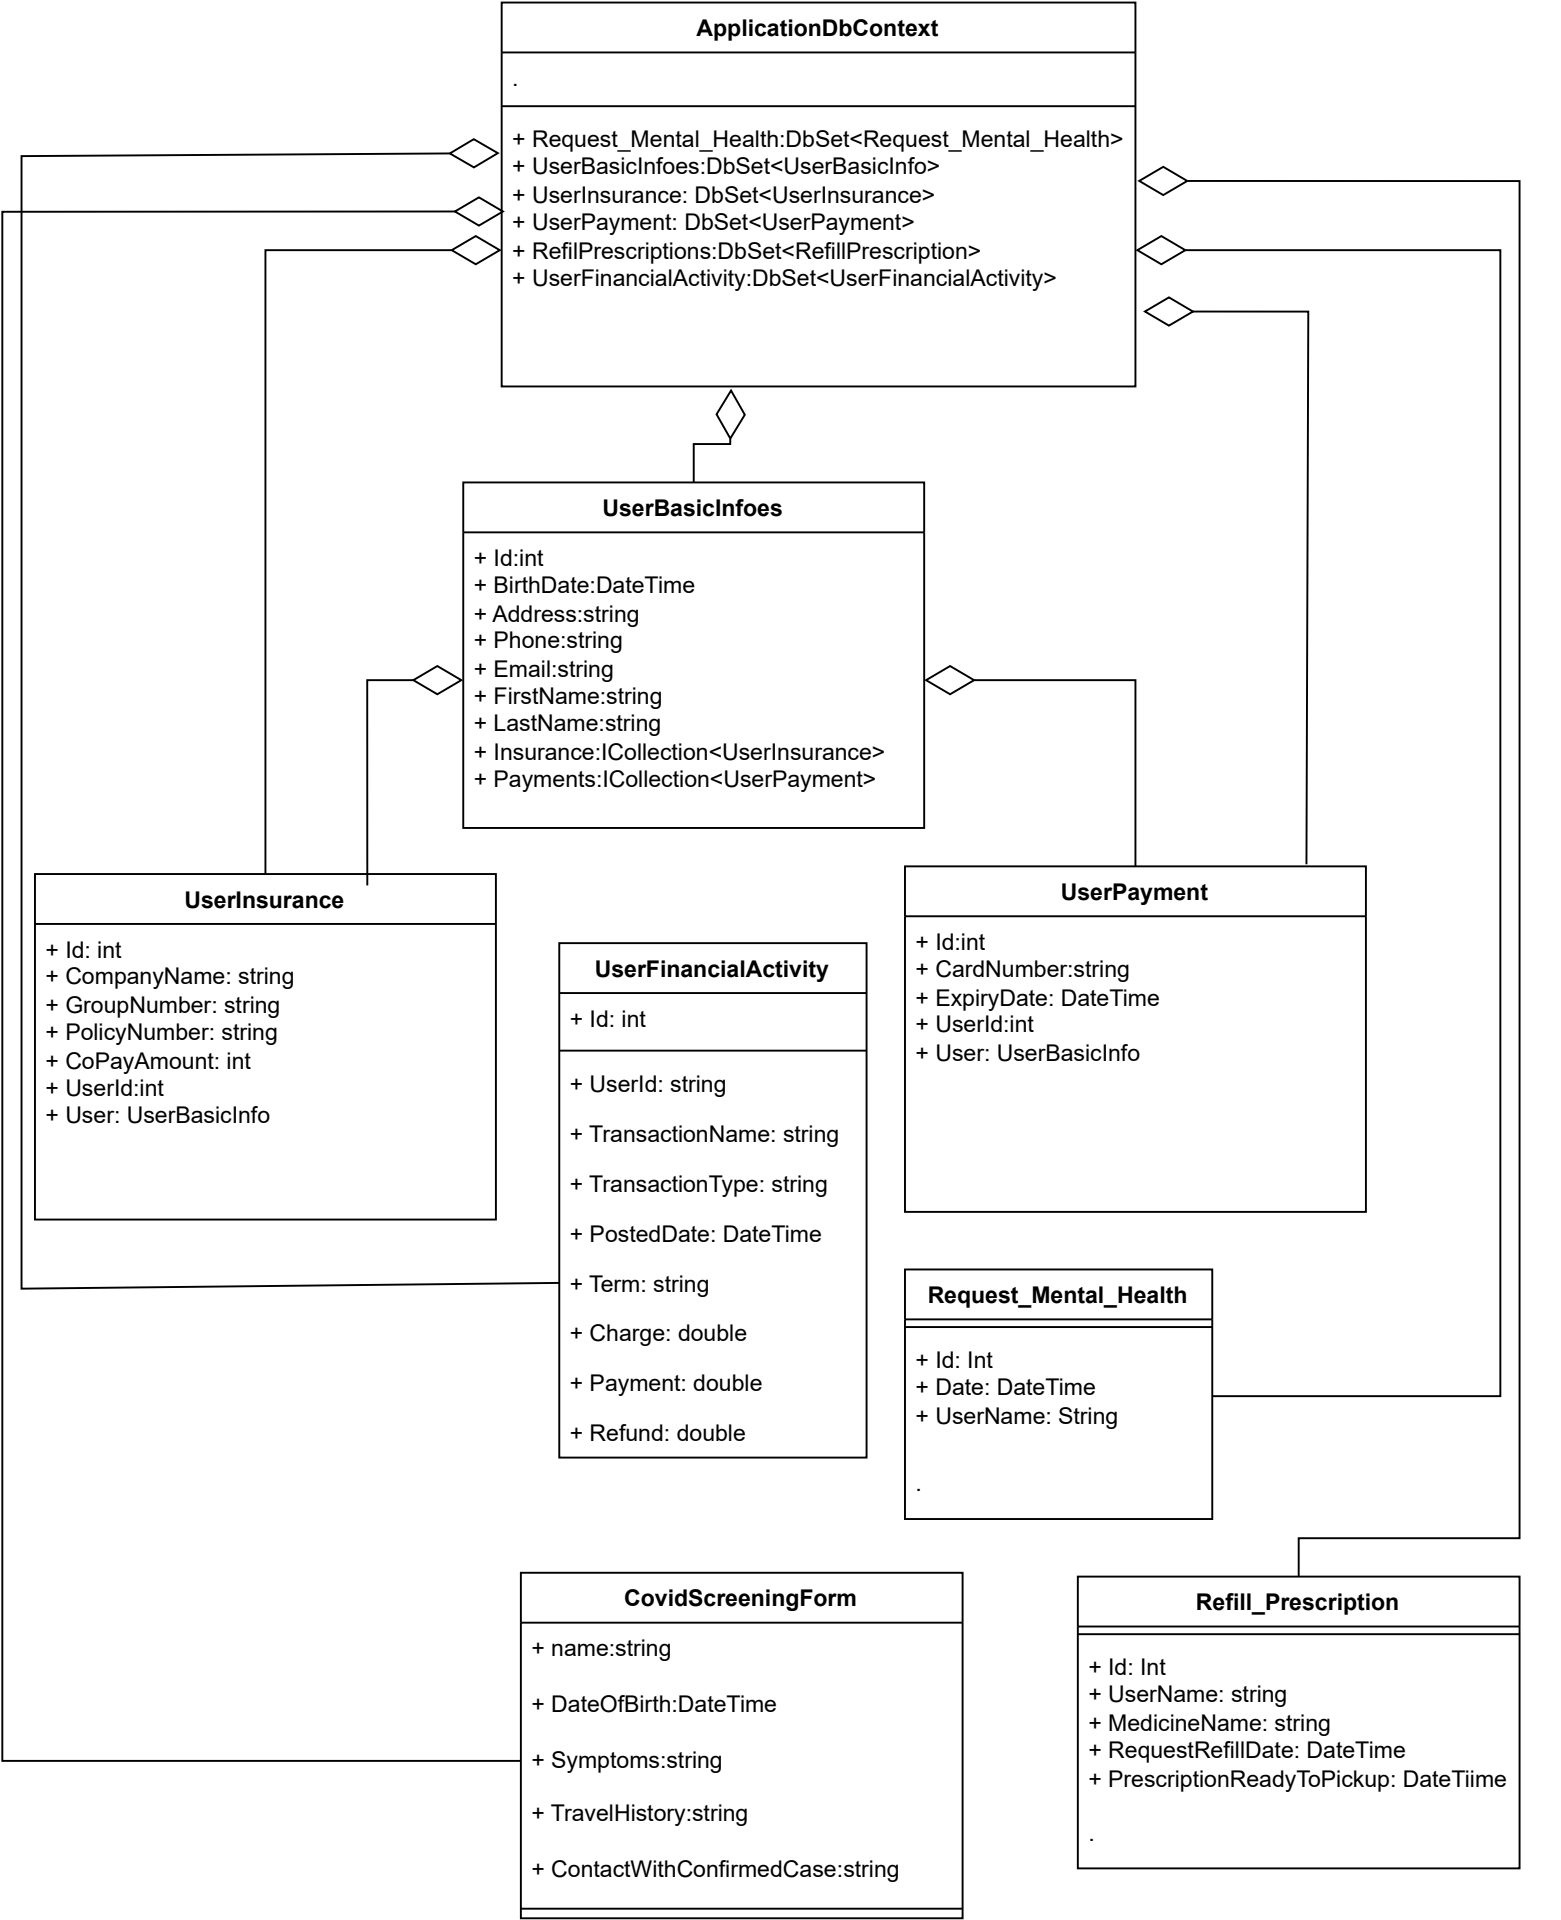 ApplicationDbContext
.
+ Request_Mental_Health:DbSet<Request_Mental_Health>
+ UserBasicInfoes:DbSet<UserBasicInfo>
+ UserInsurance: DbSet<UserInsurance>
+ UserPayment: DbSet<UserPayment>
+ RefilPrescriptions:DbSet<RefillPrescription>
+ UserFinancialActivity:DbSet<UserFinancialActivity>
UserBasicInfoes
+ Id:int
+ BirthDate:DateTime
+ Address:string
+ Phone:string
+ Email:string
+ FirstName:string
+ LastName:string
+ Insurance:ICollection<UserInsurance>
+ Payments:ICollection<UserPayment>
UserInsurance
+ Id: int
+ CompanyName: string
+ GroupNumber: string
+ PolicyNumber: string
+ CoPayAmount: int
+ UserId:int
+ User: UserBasicInfo
UserFinancialActivity
+ Id: int
+ UserId: string
+ TransactionName: string
+ TransactionType: string
+ PostedDate: DateTime
+ Term: string
+ Charge: double
+ Payment: double
+ Refund: double
UserPayment
+ Id:int
+ CardNumber:string
+ ExpiryDate: DateTime
+ UserId:int
+ User: UserBasicInfo
Request_Mental_Health
+ Id: Int
+ Date: DateTime
+ UserName: String
.
CovidScreeningForm
+ name:string
+ DateOfBirth:DateTime
+ Symptoms:string
+ TravelHistory:string
+ ContactWithConfirmedCase:string
Refill_Prescription
+ Id: Int
+ UserName: string
+ MedicineName: string
+ RequestRefillDate: DateTime
+ PrescriptionReadyToPickup: DateTiime
.